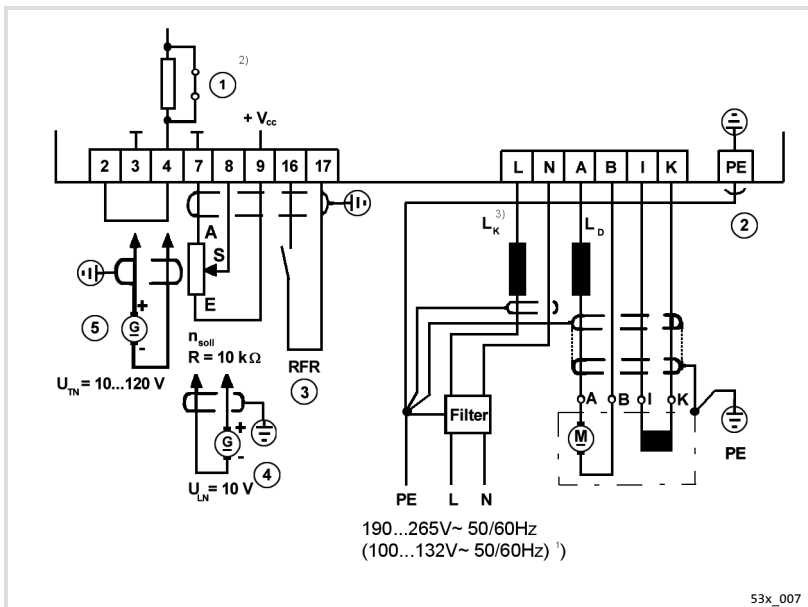 2)
1
+ Vcc
2 3 4 7 8 9 16 17
L N A B I K
PE
2
A
S
E
3)
LK
LD
+
G
-
5
nsoll
R = 10 kΩ
RFR
3
UTN = 10...120 V
+
G
-
4
ULN = 10 V
Filter
A B I K
M
PE
PE L N
190...265V~ 50/60Hz
(100...132V~ 50/60Hz) ¹)
53x_007